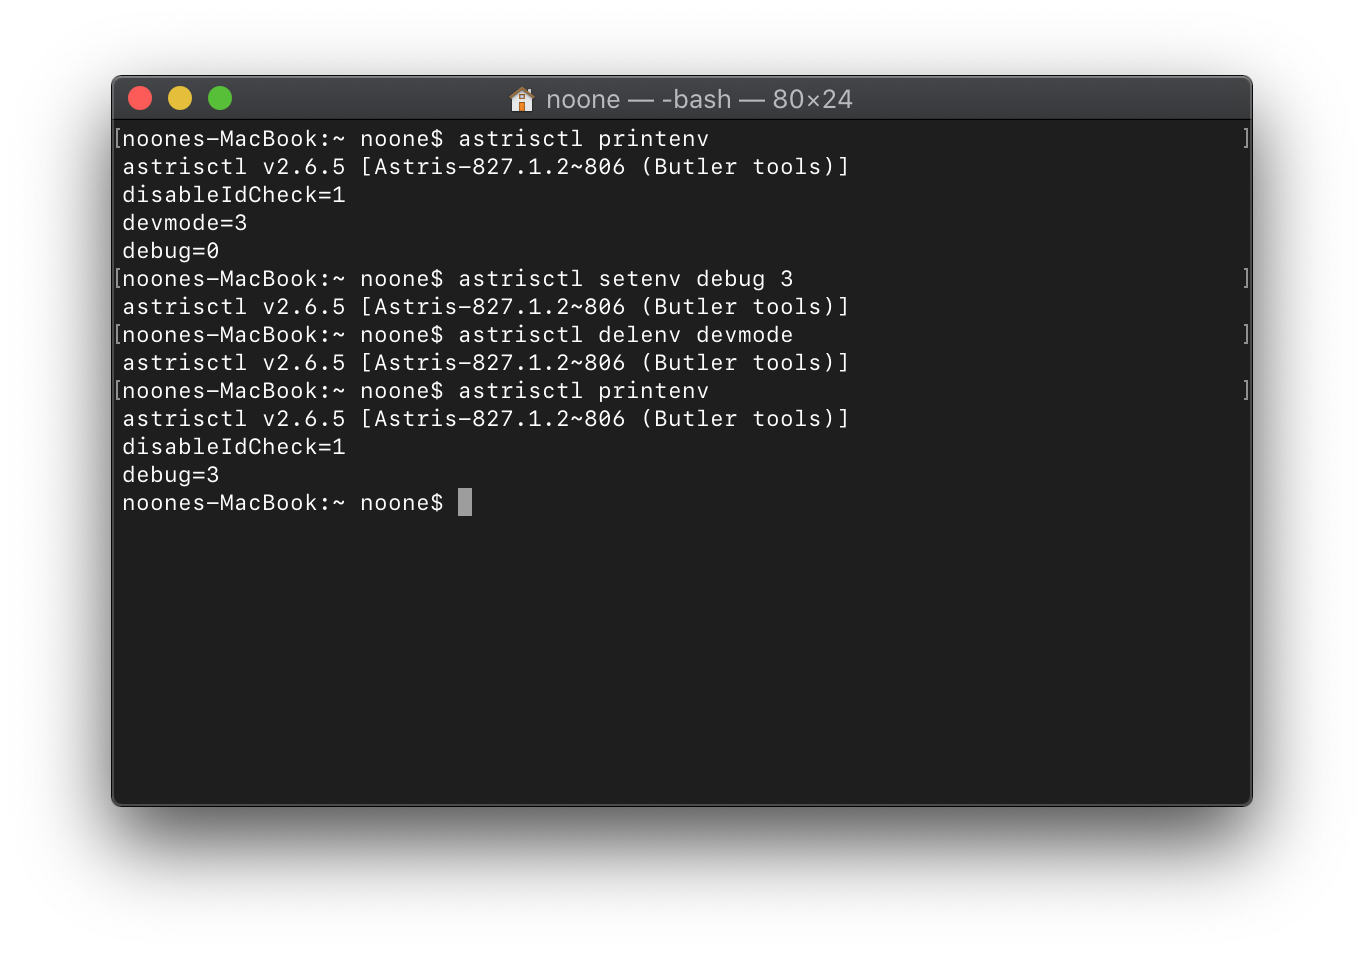 noone — -bash — 80×24
[noones-MacBook:~ noone$ astrisctl printenv ]
astrisctl v2.6.5 [Astris-827.1.2~806 (Butler tools)]
disableIdCheck=1
devmode=3
debug=0
[noones-MacBook:~ noone$ astrisctl setenv debug 3 ]
astrisctl v2.6.5 [Astris-827.1.2~806 (Butler tools)]
[noones-MacBook:~ noone$ astrisctl delenv devmode ]
astrisctl v2.6.5 [Astris-827.1.2~806 (Butler tools)]
[noones-MacBook:~ noone$ astrisctl printenv ]
astrisctl v2.6.5 [Astris-827.1.2~806 (Butler tools)]
disableIdCheck=1
debug=3
noones-MacBook:~ noone$